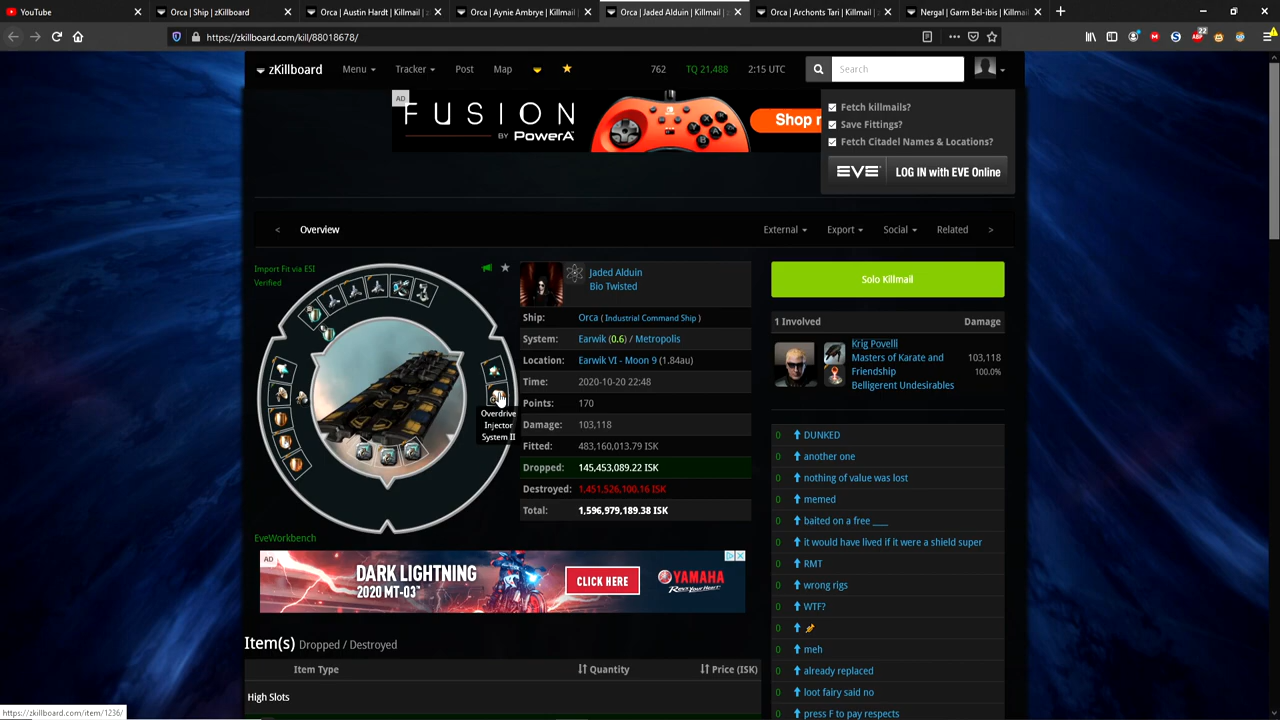 YouTube
Orca | Ship | zKillboard
Orca | Austin Hardt | Killmail |
Orca | Aynie Ambrye | Killmail |
Orca | Jaded Alduin | Killmail |
Orca | Archonts Tari | Killmail |
Nergal | Garm Bel-ibis | Killmail |
https://zkillboard.com/kill/88018678/
22
zKillboard
Menu
Tracker
Post
Map
762
TQ 21,488
2:15 UTC
Search
AD
FUSION
BY PowerA
Shop
Fetch killmails?
Save Fittings?
Fetch Citadel Names & Locations?
EVE
LOG IN with EVE Online
<
Overview
External
Export
Social
Related
>
Import Fit via ESI
Verified
Overdrive
Injector
System II
EveWorkbench
Jaded Alduin
Bio Twisted
Ship: Orca ( Industrial Command Ship )
System: Earwik (0.6) / Metropolis
Location: Earwik VI - Moon 9 (1.84au)
Time: 2020-10-20 22:48
Points: 170
Damage: 103,118
Fitted: 483,160,013.79 ISK
Dropped: 145,453,089.22 ISK
Destroyed: 1,451,526,100.16 ISK
Total: 1,596,979,189.38 ISK
Solo Killmail
1 Involved Damage
Krig Povelli
Masters of Karate and
Friendship
Belligerent Undesirables
103,118
100.0%
0 DUNKED
0 another one
0 nothing of value was lost
0 memed
0 baited on a free ___
0 it would have lived if it were a shield super
0 RMT
0 wrong rigs
0 WTF?
0
0 meh
0 already replaced
0 loot fairy said no
0 press F to pay respects
AD
DARK LIGHTNING
2020 MT-03
CLICK HERE
YAMAHA
Revs Your Heart
Item(s) Dropped / Destroyed
Item Type Quantity Price (ISK)
High Slots
https://zkillboard.com/item/1236/